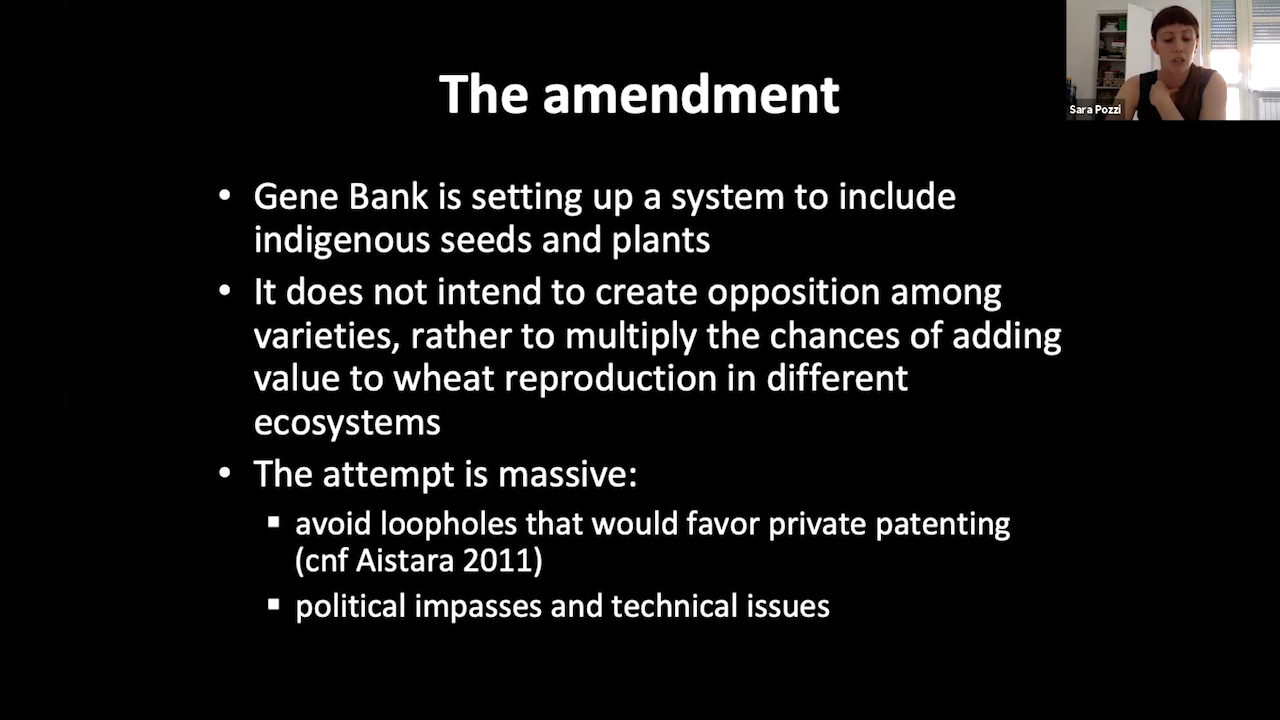 The amendment
Sara Pozzi
• Gene Bank is setting up a system to include
indigenous seeds and plants
• It does not intend to create opposition among
varieties, rather to multiply the chances of adding
value to wheat reproduction in different
ecosystems
• The attempt is massive:
▪ avoid loopholes that would favor private patenting
(cnf Aistara 2011)
▪ political impasses and technical issues